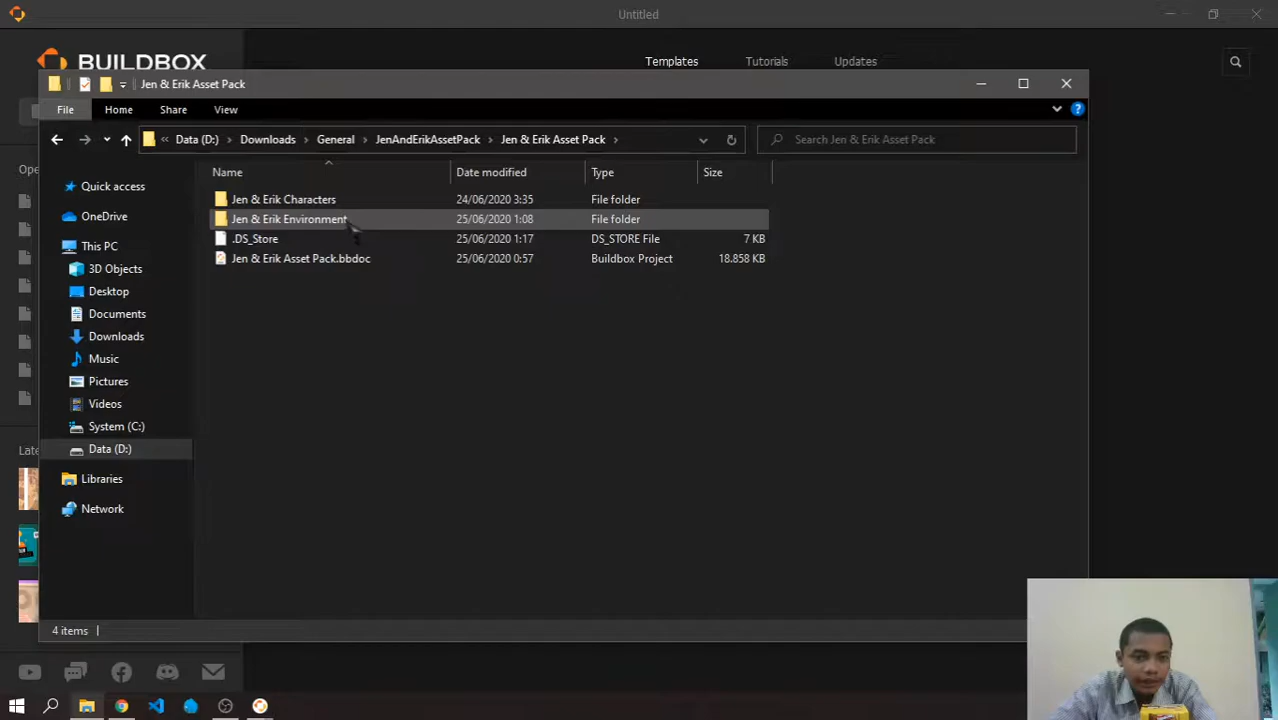 Untitled
BUILDBOX
Templates
Tutorials
Updates
Jen & Erik Asset Pack
File
Home
Share
View
Data (D:)
Downloads
General
JenAndErikAssetPack
Jen & Erik Asset Pack
Search Jen & Erik Asset Pack
Name
Date modified
Type
Size
Jen & Erik Characters 24/06/2020 3:35 File folder
Jen & Erik Environment 25/06/2020 1:08 File folder
.DS_Store 25/06/2020 1:17 DS_STORE File 7 KB
Jen & Erik Asset Pack.bbdoc 25/06/2020 0:57 Buildbox Project 18.858 KB
Quick access
OneDrive
This PC
3D Objects
Desktop
Documents
Downloads
Music
Pictures
Videos
System (C:)
Data (D:)
Libraries
Network
Ope
Late
4 items